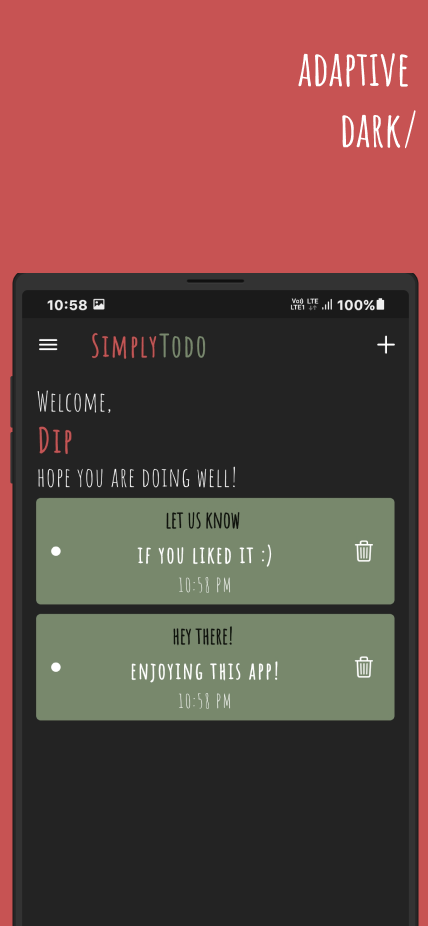 ADAPTIVE
DARK/
10:58 Vo) LTE LTE1 100%
SIMPLYTODO
WELCOME,
DIP
HOPE YOU ARE DOING WELL!
LET US KNOW
IF YOU LIKED IT :)
10:58 PM
HEY THERE!
ENJOYING THIS APP!
10:58 PM